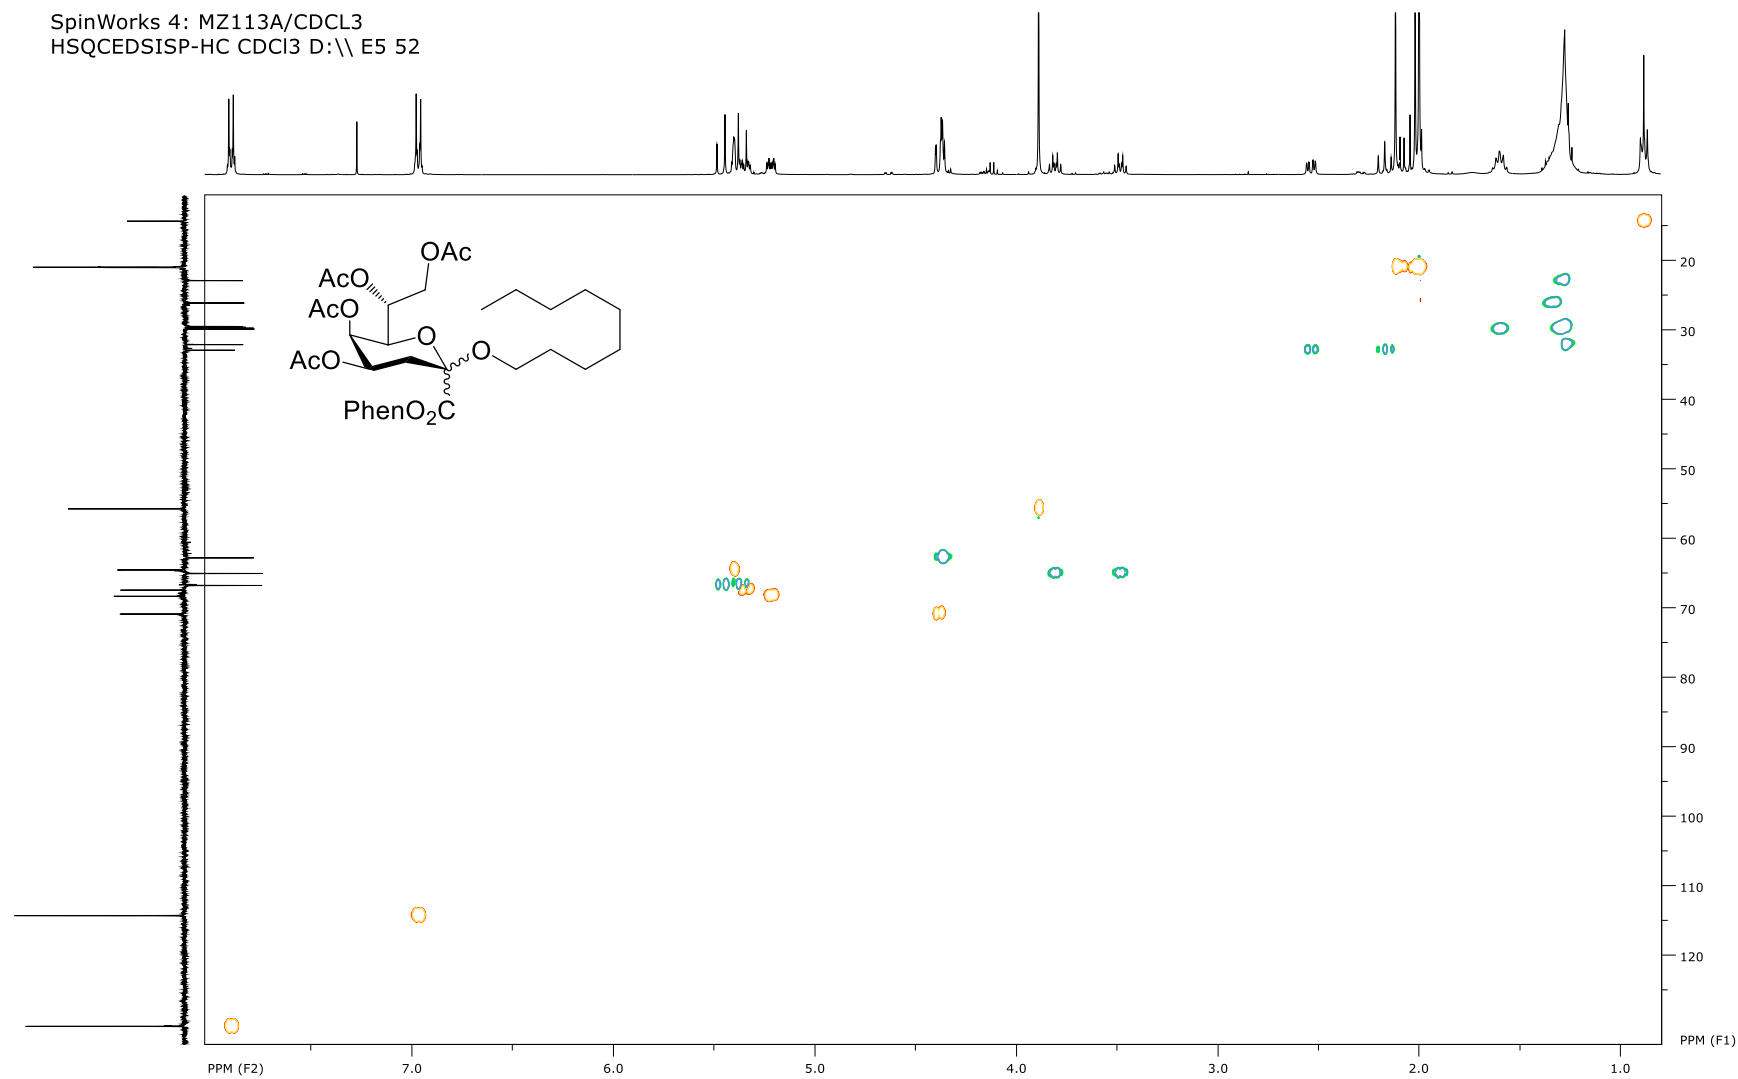 SpinWorks 4: MZ113A/CDCL3
HSQCEDSISP-HC CDCl3 D:\\ E5 52
OAc
AcO
AcO
O
AcO
O
PhenO2C
20
30
40
50
60
70
80
90
100
110
120
PPM (F1)
PPM (F2)
7.0
6.0
5.0
4.0
3.0
2.0
1.0